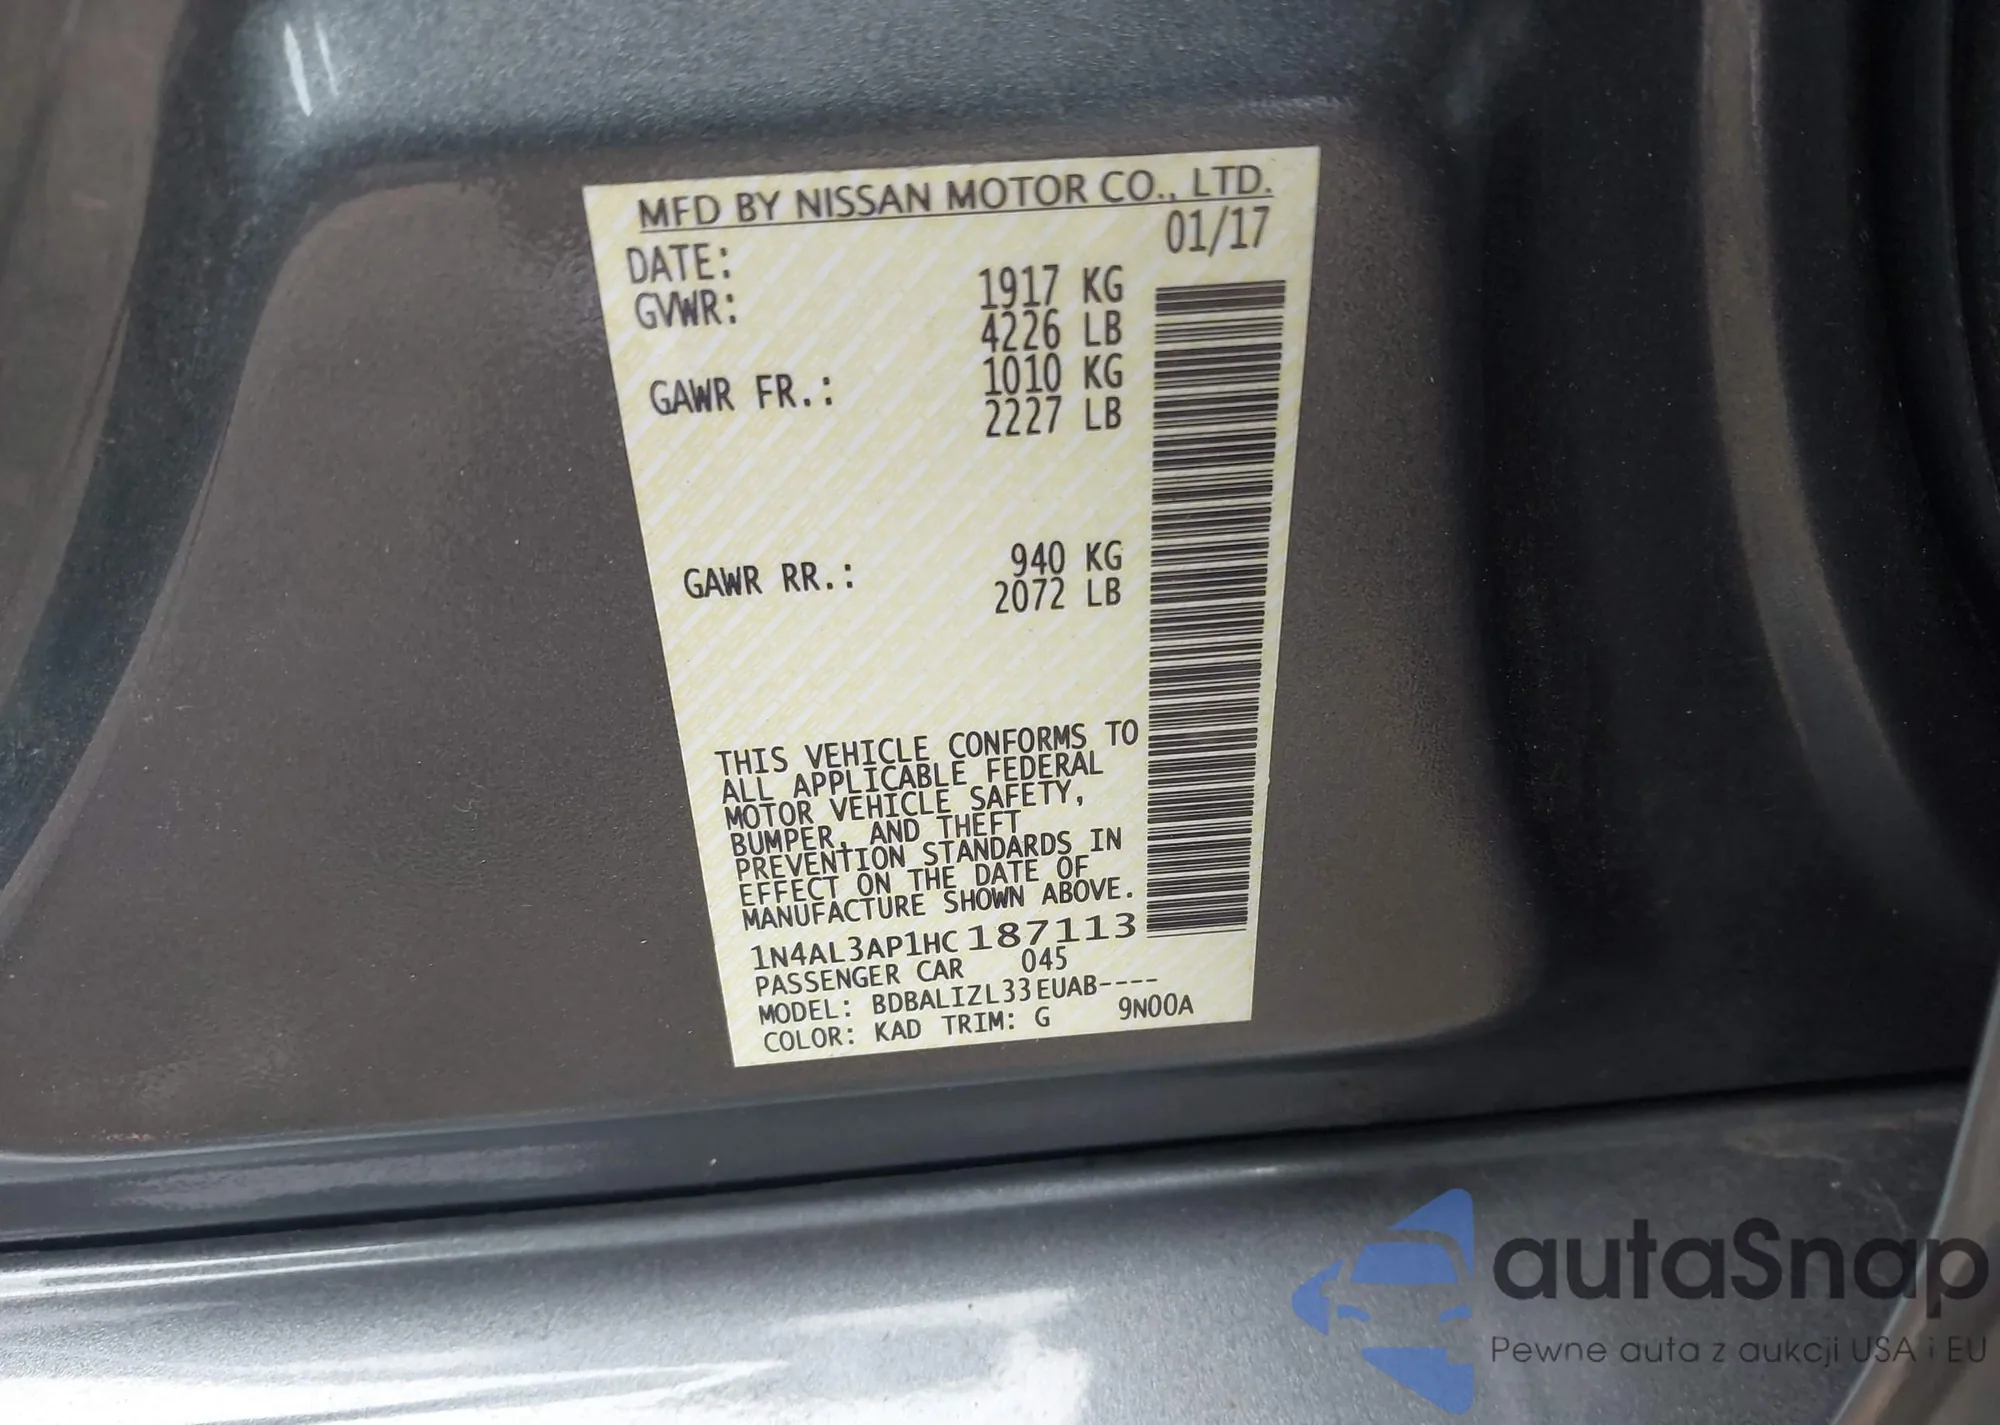 MFD BY NISSAN MOTOR CO., LTD.
DATE: 01/17
GVWR: 1917 KG
4226 LB
GAWR FR.: 1010 KG
2227 LB
GAWR RR.: 940 KG
2072 LB
THIS VEHICLE CONFORMS TO
ALL APPLICABLE FEDERAL
MOTOR VEHICLE SAFETY,
BUMPER, AND THEFT
PREVENTION STANDARDS IN
EFFECT ON THE DATE OF
MANUFACTURE SHOWN ABOVE.
1N4AL3AP1HC187113
PASSENGER CAR 045
MODEL: BDBALIZL33EUAB----
COLOR: KAD TRIM: G 9N00A
autaSnap
Pewne auta z aukcji USA i EU